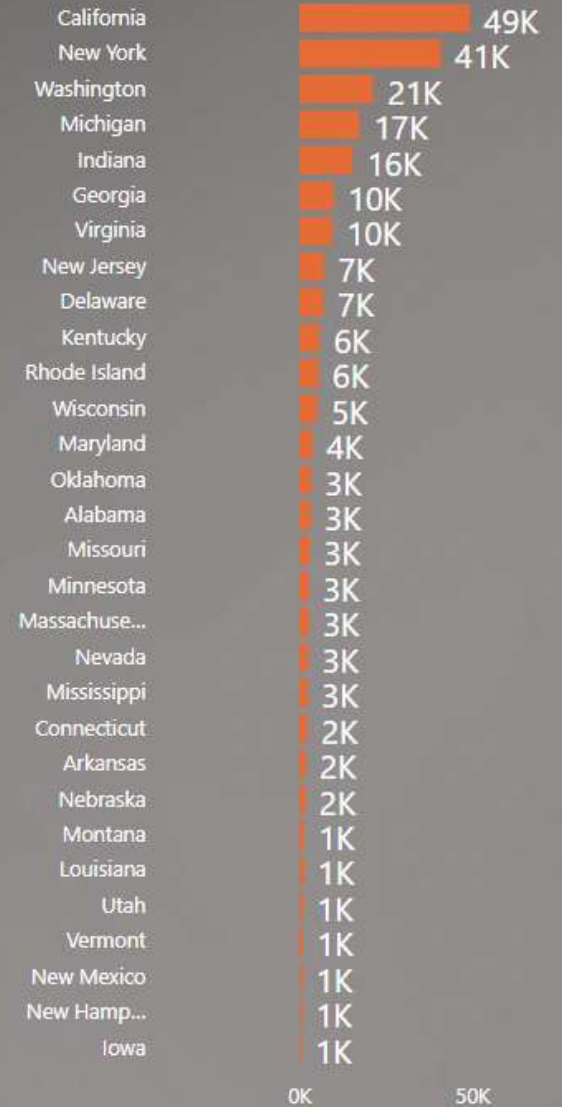 California 49K
New York 41K
Washington 21K
Michigan 17K
Indiana 16K
Georgia 10K
Virginia 10K
New Jersey 7K
Delaware 7K
Kentucky 6K
Rhode Island 6K
Wisconsin 5K
Maryland 4K
Oklahoma 3K
Alabama 3K
Missouri 3K
Minnesota 3K
Massachuse... 3K
Nevada 3K
Mississippi 3K
Connecticut 2K
Arkansas 2K
Nebraska 2K
Montana 1K
Louisiana 1K
Utah 1K
Vermont 1K
New Mexico 1K
New Hamp... 1K
Iowa 1K
0K 50K